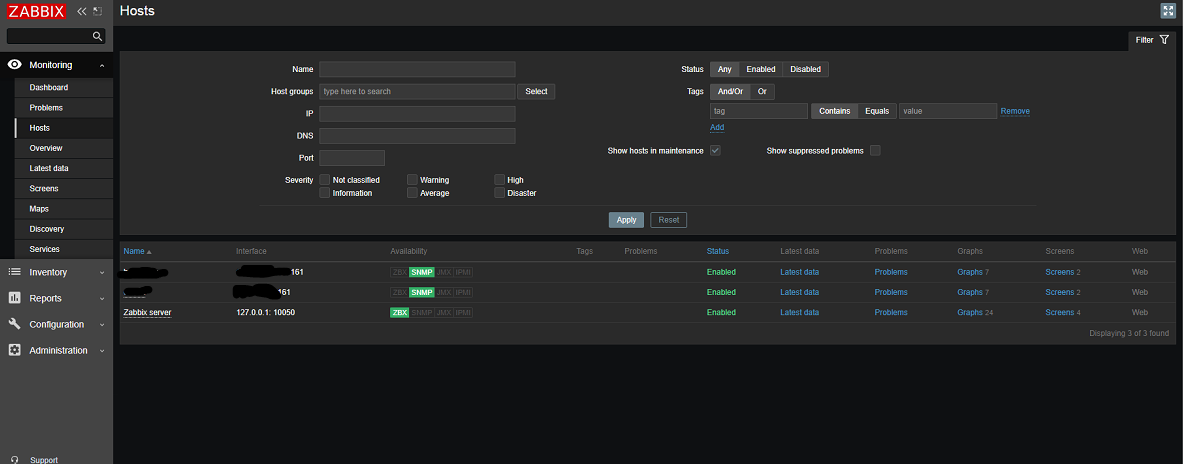 ZABBIX
Hosts
Filter
Monitoring
Dashboard
Problems
Hosts
Overview
Latest data
Screens
Maps
Discovery
Services
Inventory
Reports
Configuration
Administration
Support
Name
Host groups type here to search Select
IP
DNS
Port
Severity Not classified Warning High
Information Average Disaster
Status Any Enabled Disabled
Tags And/Or Or
tag Contains Equals value Remove
Add
Show hosts in maintenance Show suppressed problems
Apply Reset
Name Interface Availability Tags Problems Status Latest data Problems Graphs Screens Web
161 ZBX SNMP JMX IPMI Enabled Latest data Problems Graphs 7 Screens 2 Web
161 ZBX SNMP JMX IPMI Enabled Latest data Problems Graphs 7 Screens 2 Web
Zabbix server 127.0.0.1: 10050 ZBX SNMP JMX IPMI Enabled Latest data Problems Graphs 24 Screens 4 Web
Displaying 3 of 3 found